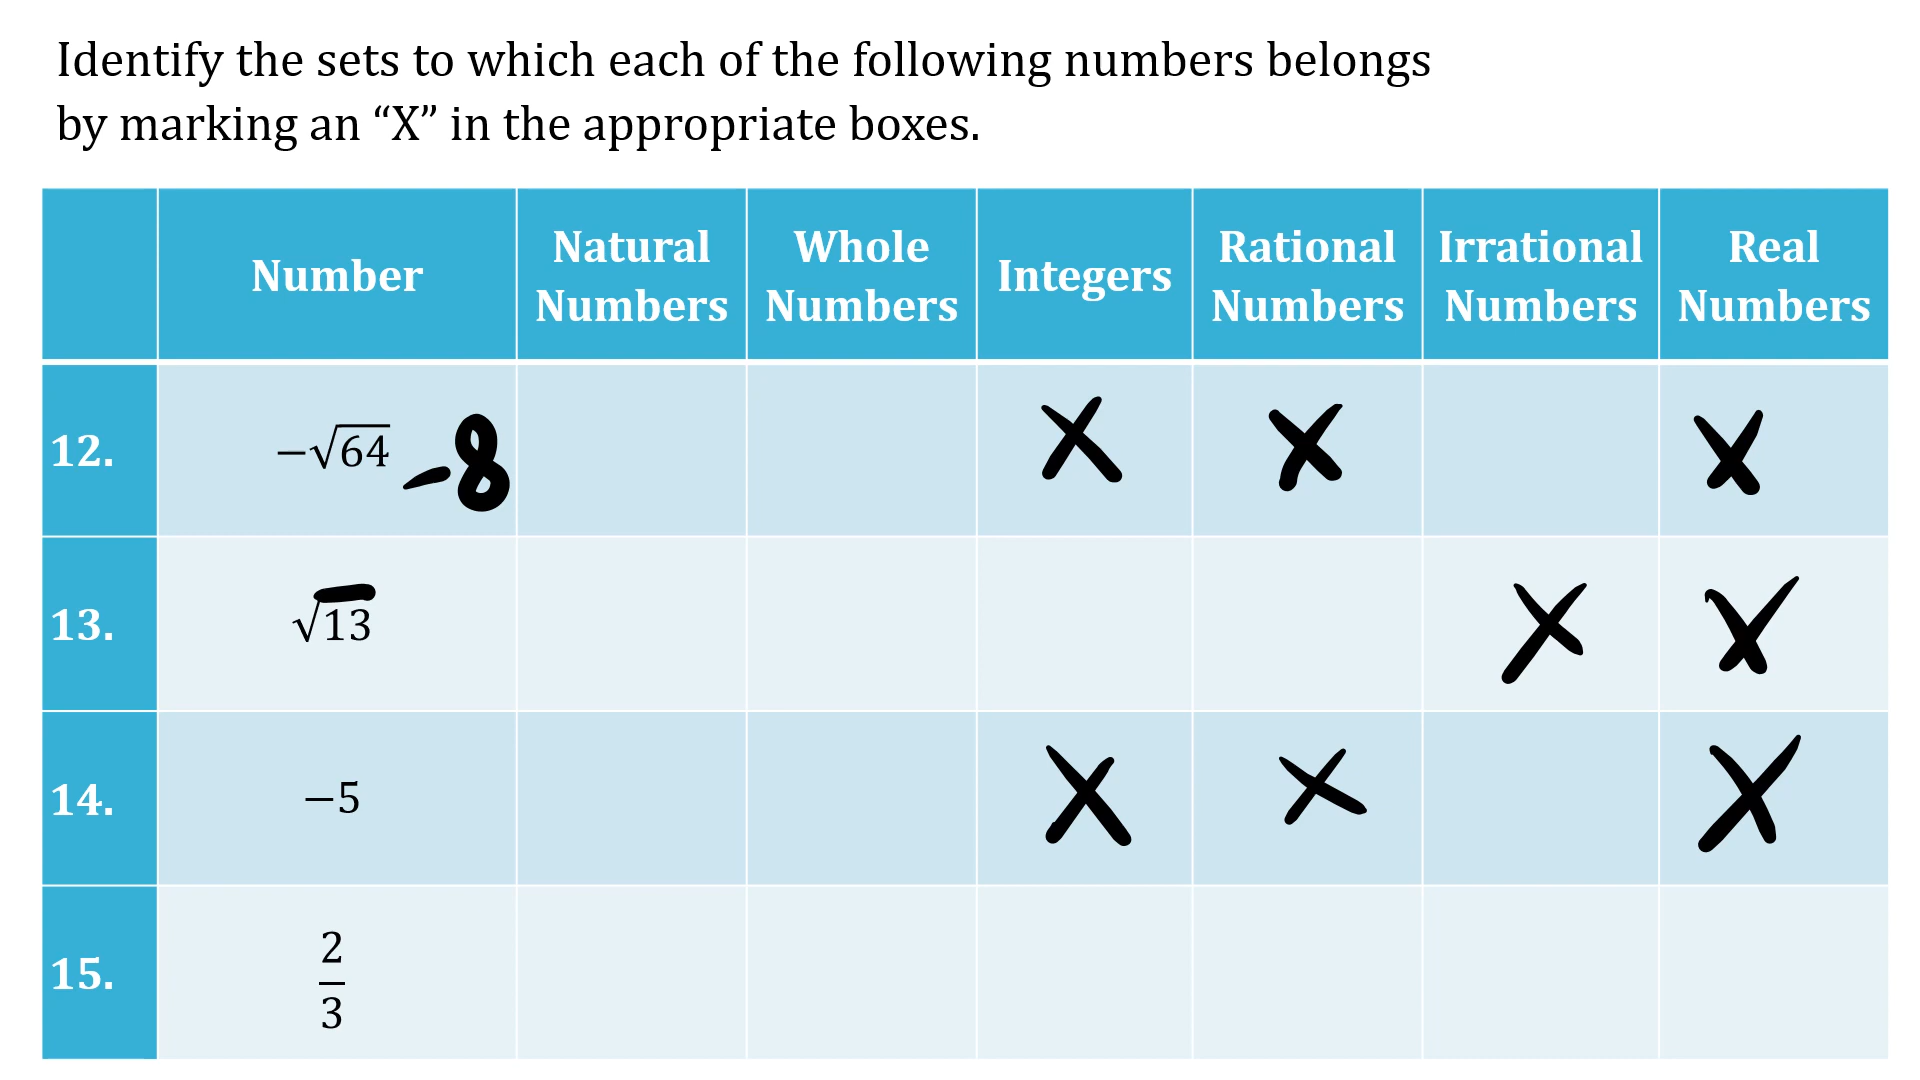 Identify the sets to which each of the following numbers belongs
by marking an “X” in the appropriate boxes.
Number Natural Numbers Whole Numbers Integers Rational Numbers Irrational Numbers Real Numbers
12. −√64 −8 X X X
13. √13 X X
14. −5 X X X
15. 2/3